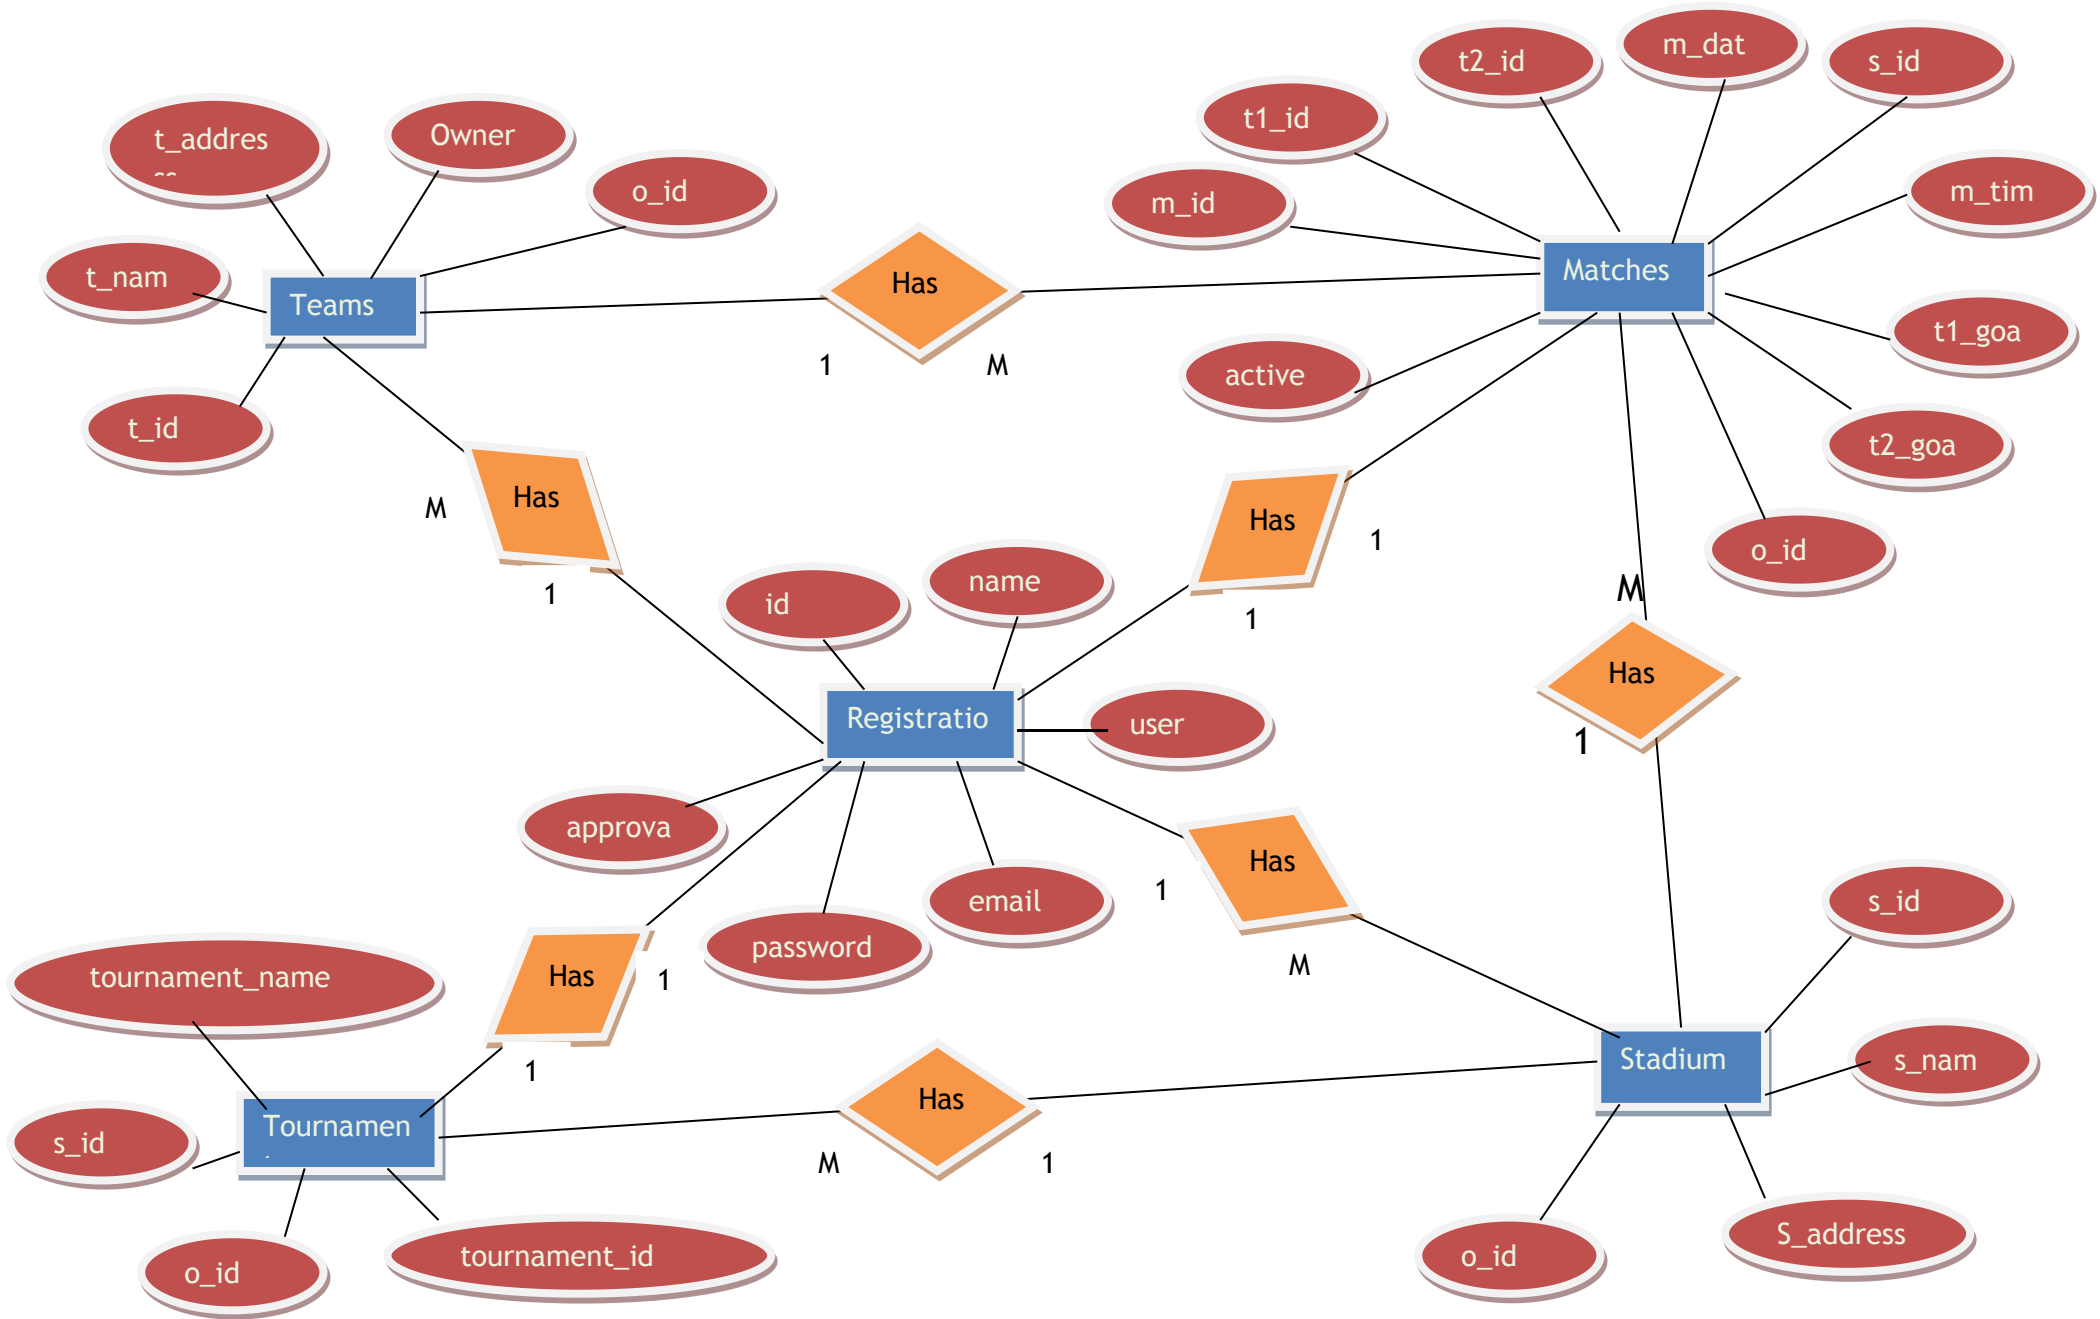 m_dat
t2_id
s_id
t1_id
t_addres
Owner
o_id
m_id
m_tim
t_nam
Teams
Has
Matches
t1_goa
1
M
active
t_id
t2_goa
M
Has
Has
1
o_id
1
id
name
1
M
Has
Registratio
user
1
approva
Has
1
M
email
password
s_id
tournament_name
Has
1
1
s_nam
Stadium
Tournamen
s_id
Has
M
1
o_id
tournament_id
o_id
S_address